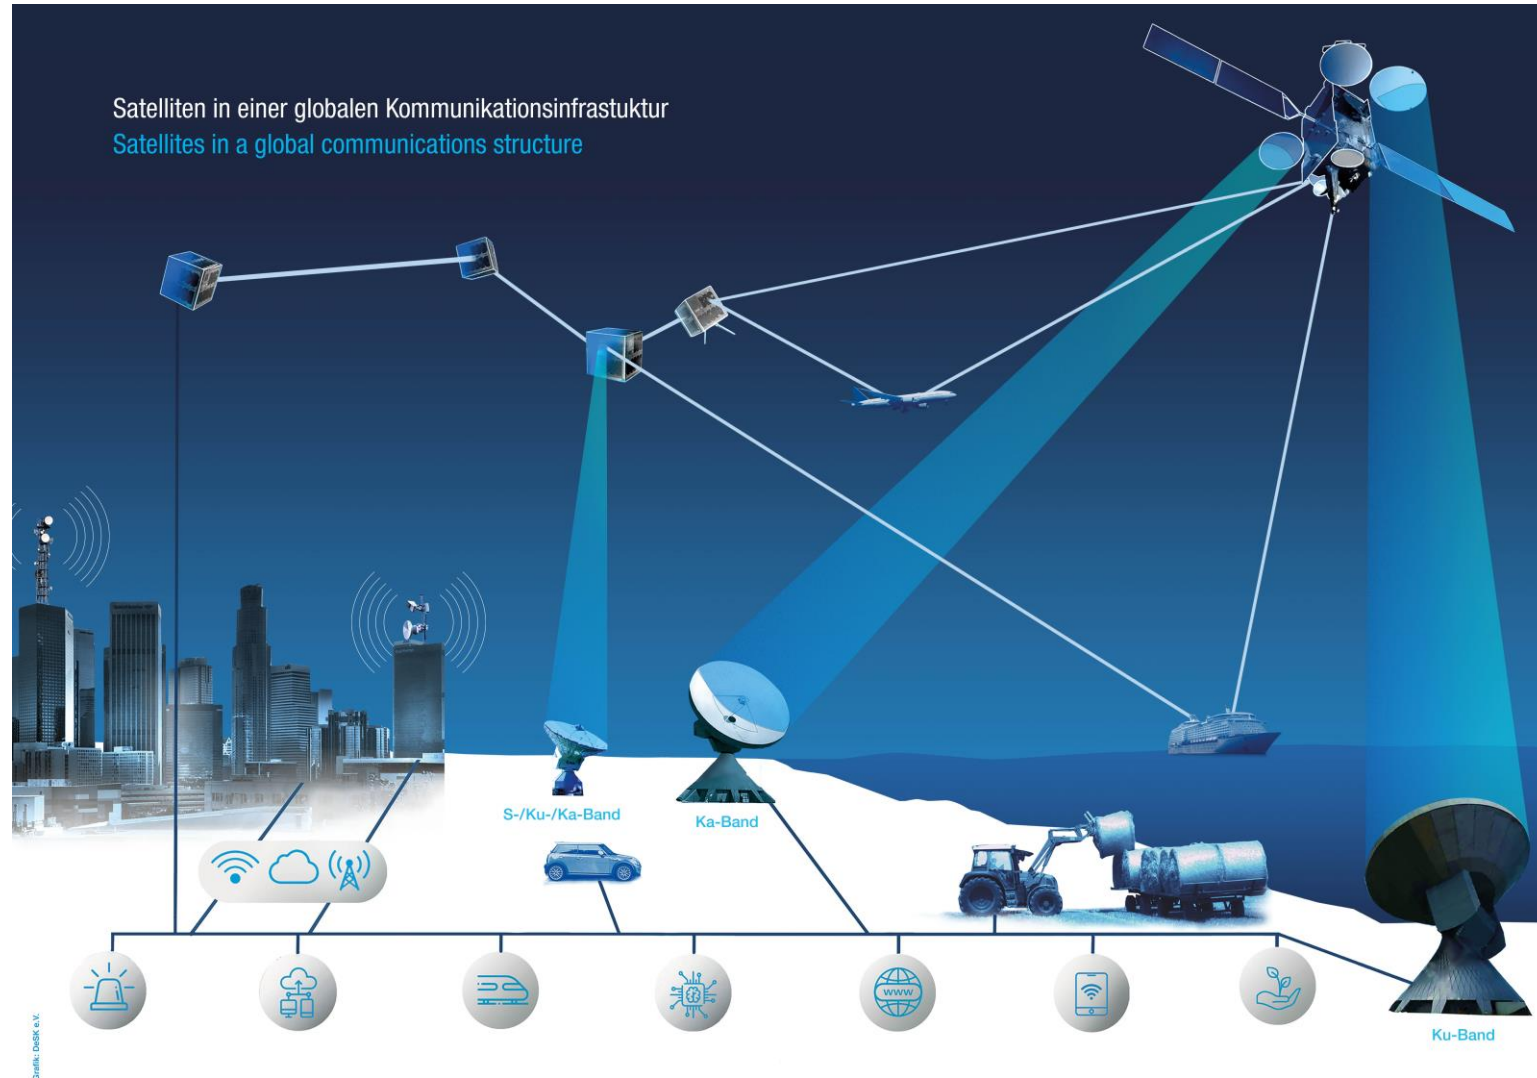 Satelliten in einer globalen Kommunikationsinfrastuktur
Satellites in a global communications structure
S-/Ku-/Ka-Band
Ka-Band
www
Ku-Band
Grafik: DeSK e.V.